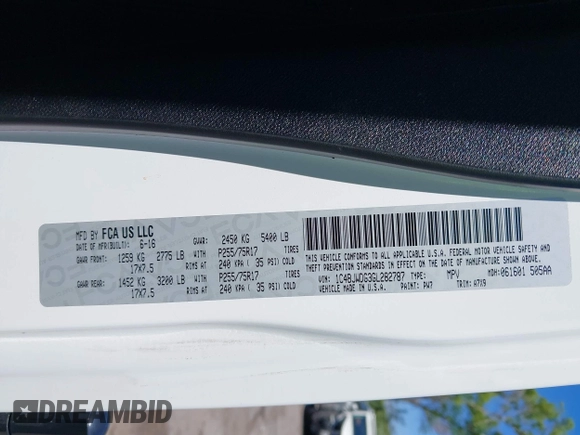 MFD BY FCA US LLC
DATE OF MFR(BUILT): 6-16 GVWR: 2450 KG 5400 LB
GAWR FRONT: 1259 KG 2775 LB WITH P255/75R17 TIRES
17X7.5 RIMS AT 240 KPA ( 35 PSI) COLD
GAWR REAR: 1452 KG 3200 LB WITH P255/75R17 TIRES
17X7.5 RIMS AT 240 KPA ( 35 PSI) COLD
THIS VEHICLE CONFORMS TO ALL APPLICABLE U.S.A. FEDERAL MOTOR VEHICLE SAFETY AND
THEFT PREVENTION STANDARDS IN EFFECT ON THE DATE OF MANUFACTURE SHOWN ABOVE.
VIN: 1C4BJWDG3GL282787 TYPE: MPV MDH:061601 505AA
MADE IN U.S.A. PAINT: PW7 TRIM: A7X9
DREAMBID